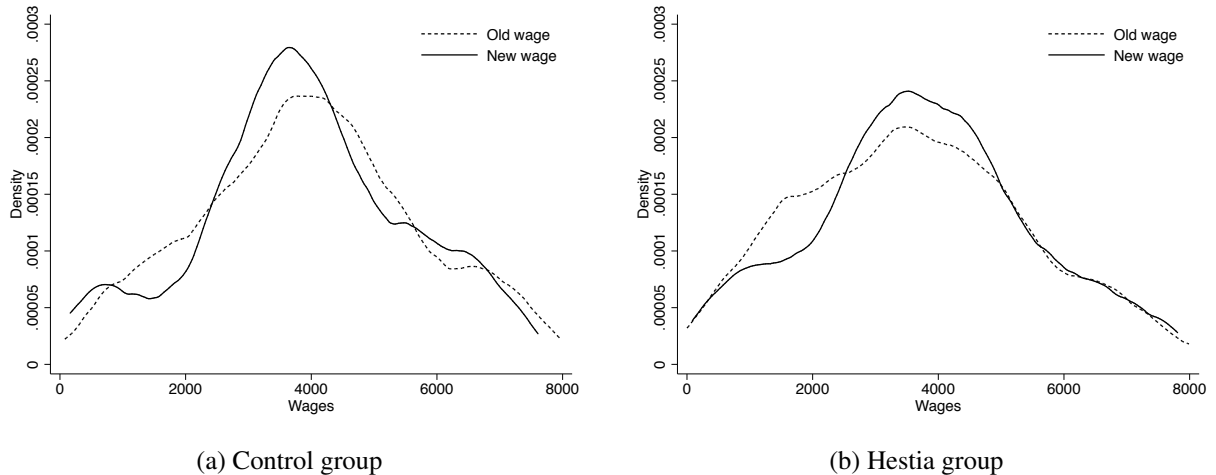 .0003
.00025
.0002
.00015
.0001
.00005
0
Density
0 2000 4000 6000 8000
Wages
Old wage
New wage
(a) Control group
.0003
.00025
.0002
.00015
.0001
.00005
0
Density
0 2000 4000 6000 8000
Wages
Old wage
New wage
(b) Hestia group